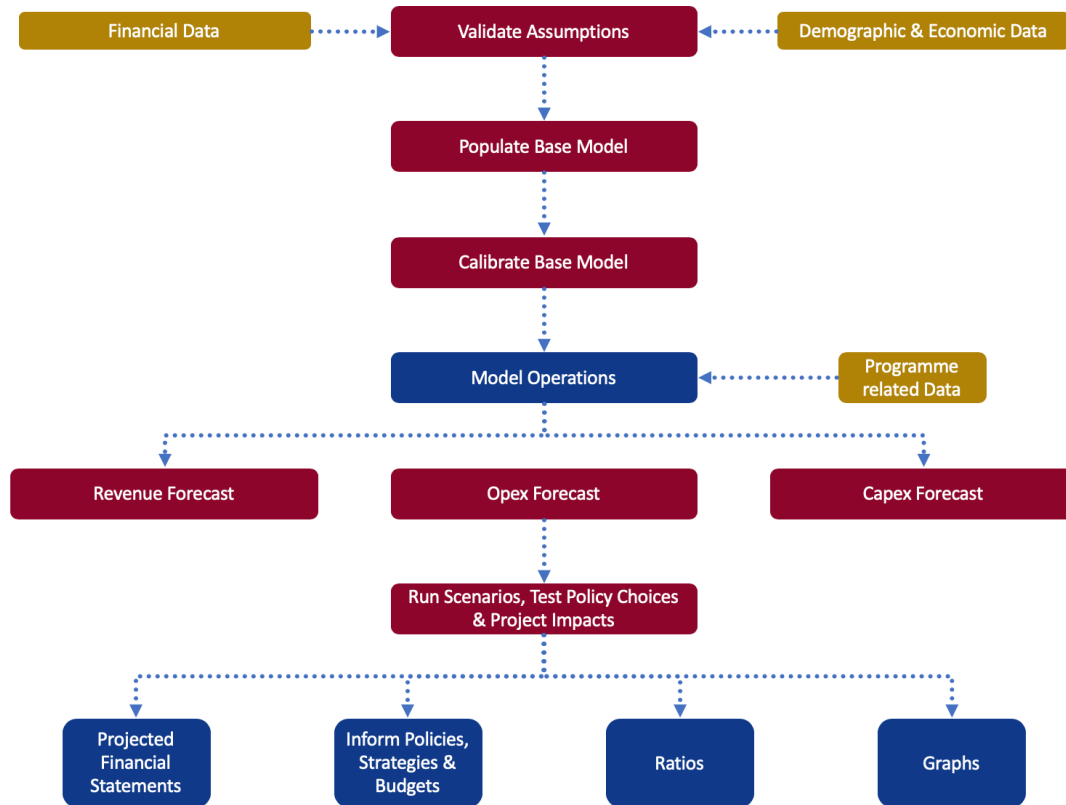 Financial Data
Validate Assumptions
Demographic & Economic Data
Populate Base Model
Calibrate Base Model
Model Operations
Programme
related Data
Revenue Forecast
Opex Forecast
Capex Forecast
Run Scenarios, Test Policy Choices
& Project Impacts
Projected
Financial
Statements
Inform Policies,
Strategies &
Budgets
Ratios
Graphs